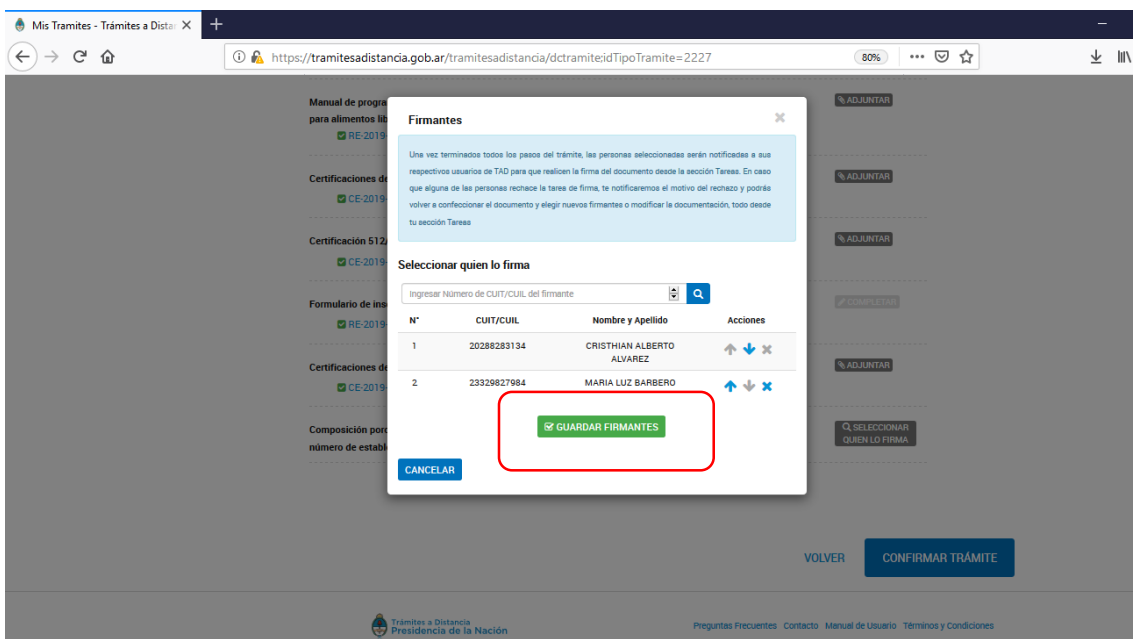 Mis Tramites - Trámites a Dista
https://tramitesadistancia.gob.ar/tramitesadistancia/dctramite;idTipoTramite=2227
80%
Manual de progra
para alimentos lib
RE-2019-
ADJUNTAR
Certificaciones de
CE-2019-
ADJUNTAR
Certificación 512/
CE-2019-
ADJUNTAR
Formulario de ins
RE-2019-
COMPLETAR
Certificaciones de
CE-2019-
ADJUNTAR
Composición porc
número de establ
SELECCIONAR
QUIEN LO FIRMA
Firmantes
Una vez terminados todos los pasos del trámite, las personas seleccionadas serán notificadas a sus
respectivos usuarios de TAD para que realicen la firma del documento desde la sección Tareas. En caso
que alguna de las personas rechace la tarea de firma, te notificaremos el motivo del rechazo y podrás
volver a confeccionar el documento y elegir nuevos firmantes o modificar la documentación, todo desde
tu sección Tareas
Seleccionar quien lo firma
Ingresar Número de CUIT/CUIL del firmante
N° CUIT/CUIL Nombre y Apellido Acciones
1 20288283134 CRISTHIAN ALBERTO
ALVAREZ
2 23329827984 MARIA LUZ BARBERO
GUARDAR FIRMANTES
CANCELAR
VOLVER CONFIRMAR TRÁMITE
Trámites a Distancia
Presidencia de la Nación
Preguntas Frecuentes Contacto Manual de Usuario Términos y Condiciones